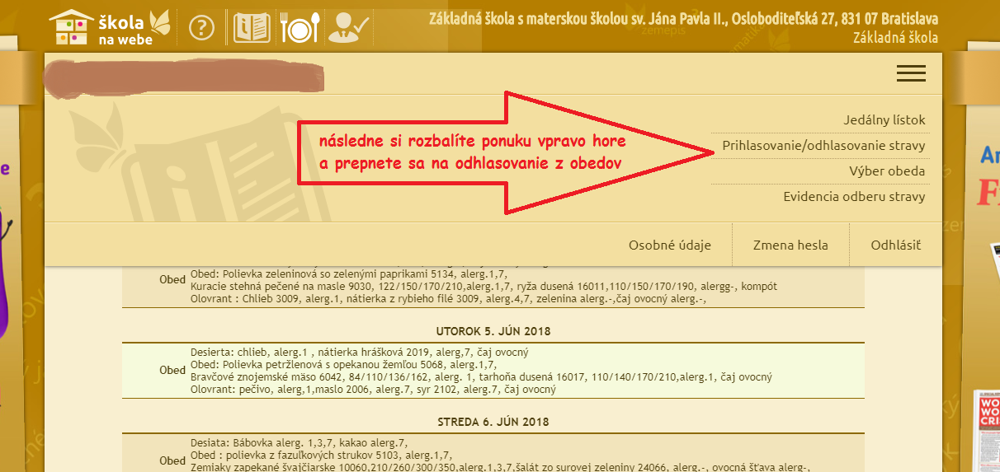 škola
na webe
Základná škola s materskou školou sv. Jána Pavla II., Osloboditeľská 27, 831 07 Bratislava
Základná škola
Jedálny lístok
následne si rozbalíte ponuku vpravo hore
a prepnete sa na odhlasovanie z obedov
Prihlasovanie/odhlasovanie stravy
Výber obeda
Evidencia odberu stravy
Osobné údaje
Zmena hesla
Odhlásiť
Obed
Obed: Polievka zeleninová so zelenými paprikami 5134, alerg.1,7,
Kuracie stehná pečené na masle 9030, 122/150/170/210,alerg.1,7, ryža dusená 16011,110/150/170/190, alergg-, kompót
Olovrant : Chlieb 3009, alerg.1, nátierka z rybieho filé 3009, alerg.4,7, zelenina alerg.-,čaj ovocný alerg.-,
UTOROK 5. JÚN 2018
Obed
Desierta: chlieb, alerg.1 , nátierka hrášková 2019, alerg,7, čaj ovocný
Obed: Polievka petržlenová s opekanou žemľou 5068, alerg.1,7,
Bravčové znojemské mäso 6042, 84/110/136/162, alerg. 1, tarhoňa dusená 16017, 110/140/170/210,alerg.1, čaj ovocný
Olovrant: pečivo, alerg,1,maslo 2006, alerg.7, syr 2102, alerg.7, čaj ovocný
STREDA 6. JÚN 2018
Obed
Desiata: Bábovka alerg. 1,3,7, kakao alerg.7,
Obed : polievka z fazuľkových strukov 5103, alerg.1,7,
Zemiaky zapekané švajčiarske 10060,210/260/300/350,alerg.1,3,7,šalát zo surovej zeleniny 24066, alerg.-, ovocná šťava alerg-,